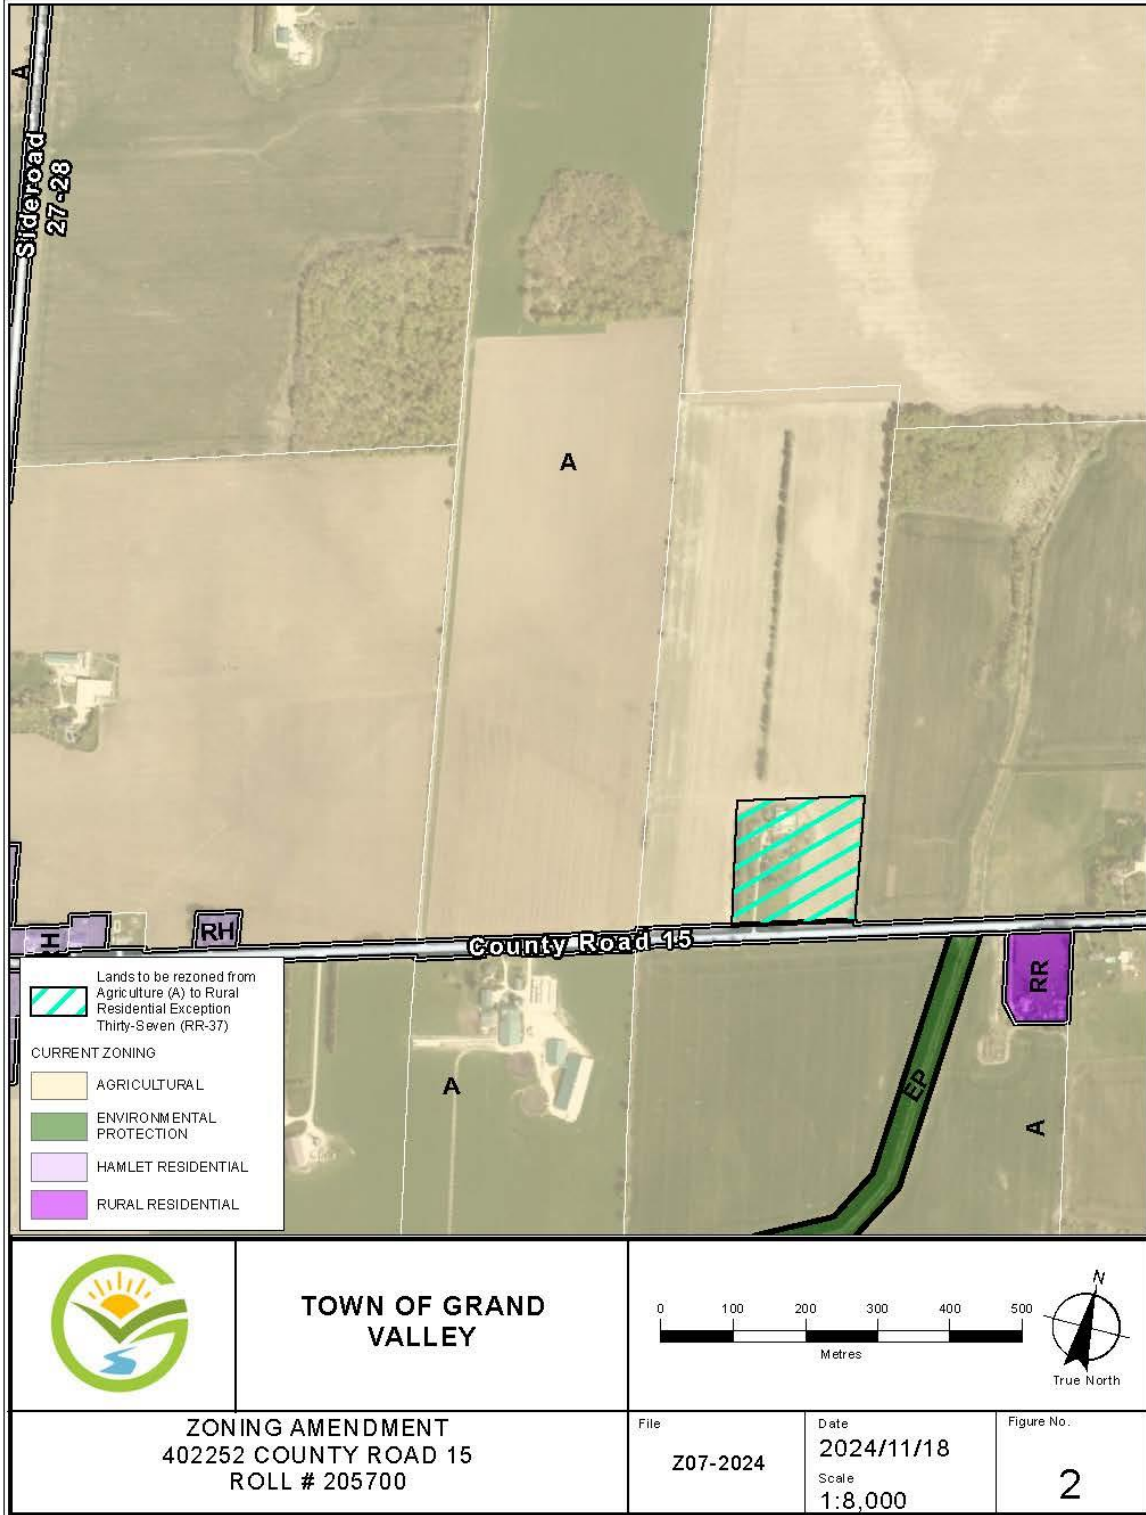 A
Sideroad
27-28
A
RH
H
County Road 15
RR
EP
A
A
Lands to be rezoned from
Agriculture (A) to Rural
Residential Exception
Thirty-Seven (RR-37)
CURRENT ZONING
AGRICULTURAL
ENVIRONMENTAL
PROTECTION
HAMLET RESIDENTIAL
RURAL RESIDENTIAL
TOWN OF GRAND
VALLEY
0 100 200 300 400 500
Metres
N
True North
ZONING AMENDMENT
402252 COUNTY ROAD 15
ROLL # 205700
File
Z07-2024
Date
2024/11/18
Scale
1:8,000
Figure No.
2